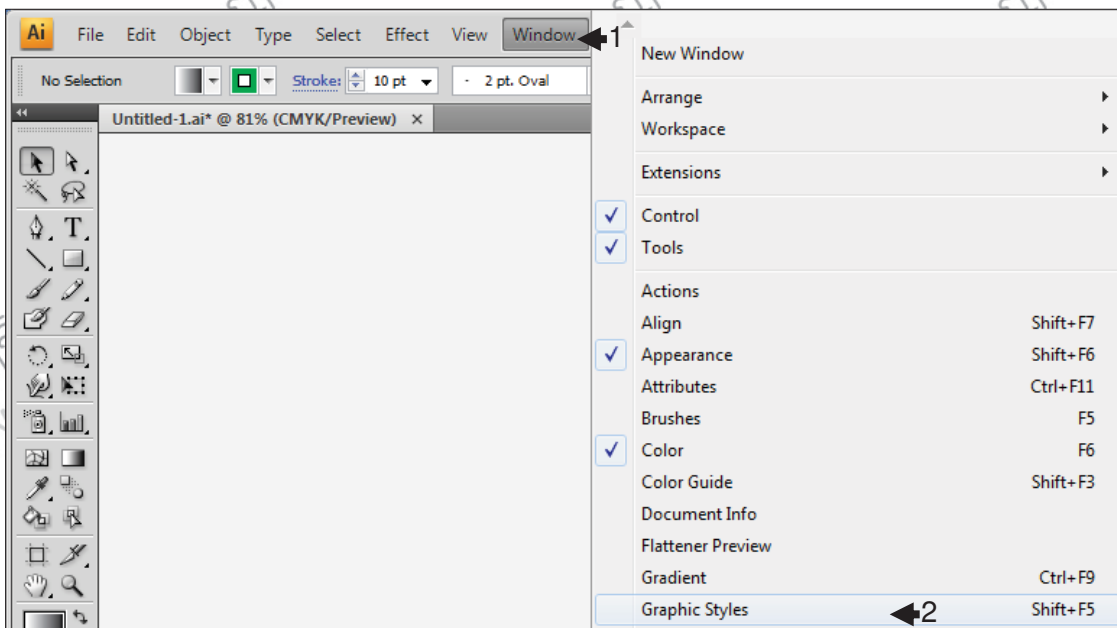 Ai File Edit Object Type Select Effect View Window 1
No Selection Stroke: 10 pt - 2 pt. Oval
Untitled-1.ai* @ 81% (CMYK/Preview) ×
New Window
Arrange
Workspace
Extensions
Control
Tools
Actions
Align Shift+F7
Appearance Shift+F6
Attributes Ctrl+F11
Brushes F5
Color F6
Color Guide Shift+F3
Document Info
Flattener Preview
Gradient Ctrl+F9
Graphic Styles 2 Shift+F5